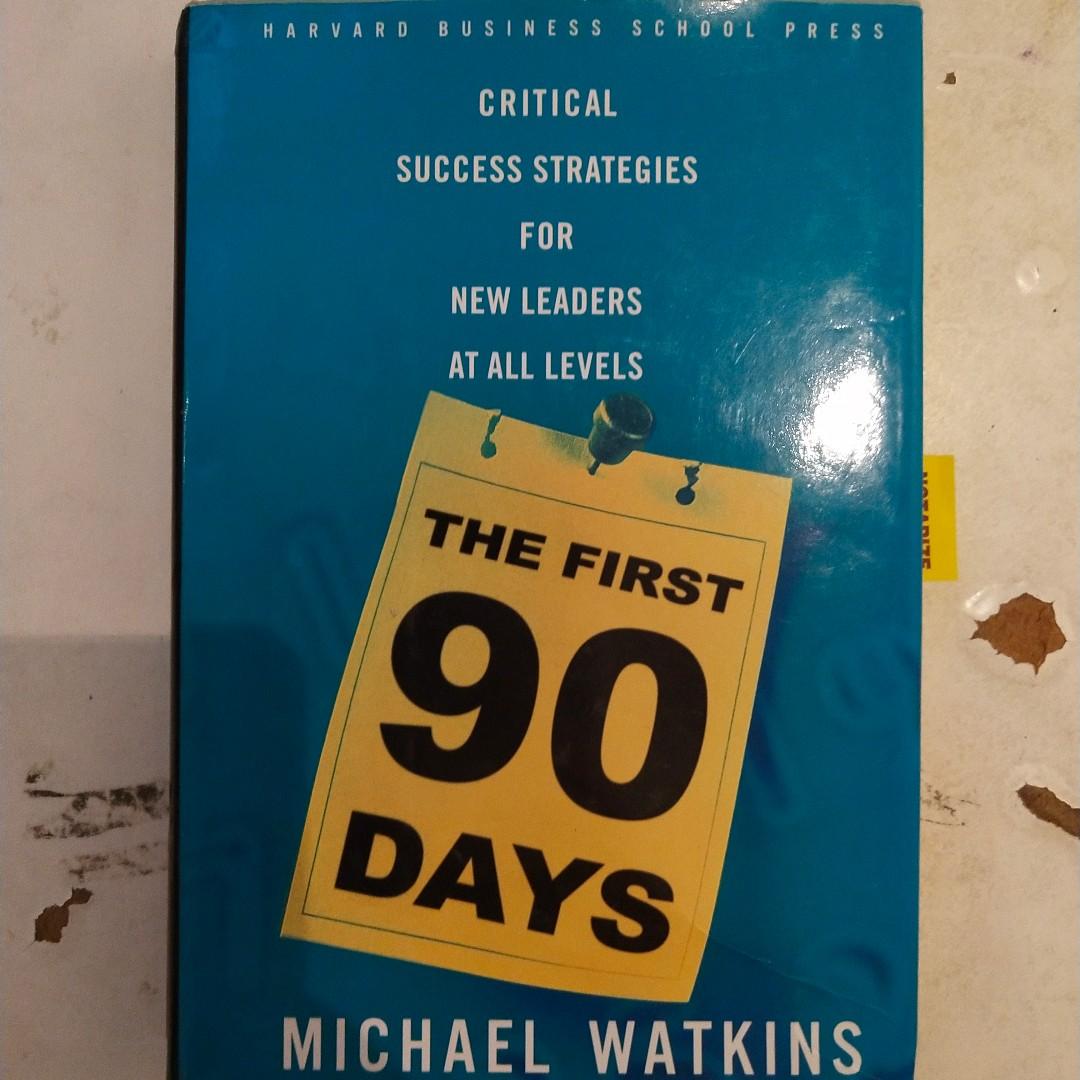 HARVARD BUSINESS SCHOOL PRESS
CRITICAL
SUCCESS STRATEGIES
FOR
NEW LEADERS
AT ALL LEVELS
THE FIRST
90
DAYS
MICHAEL WATKINS
NOTARIZE